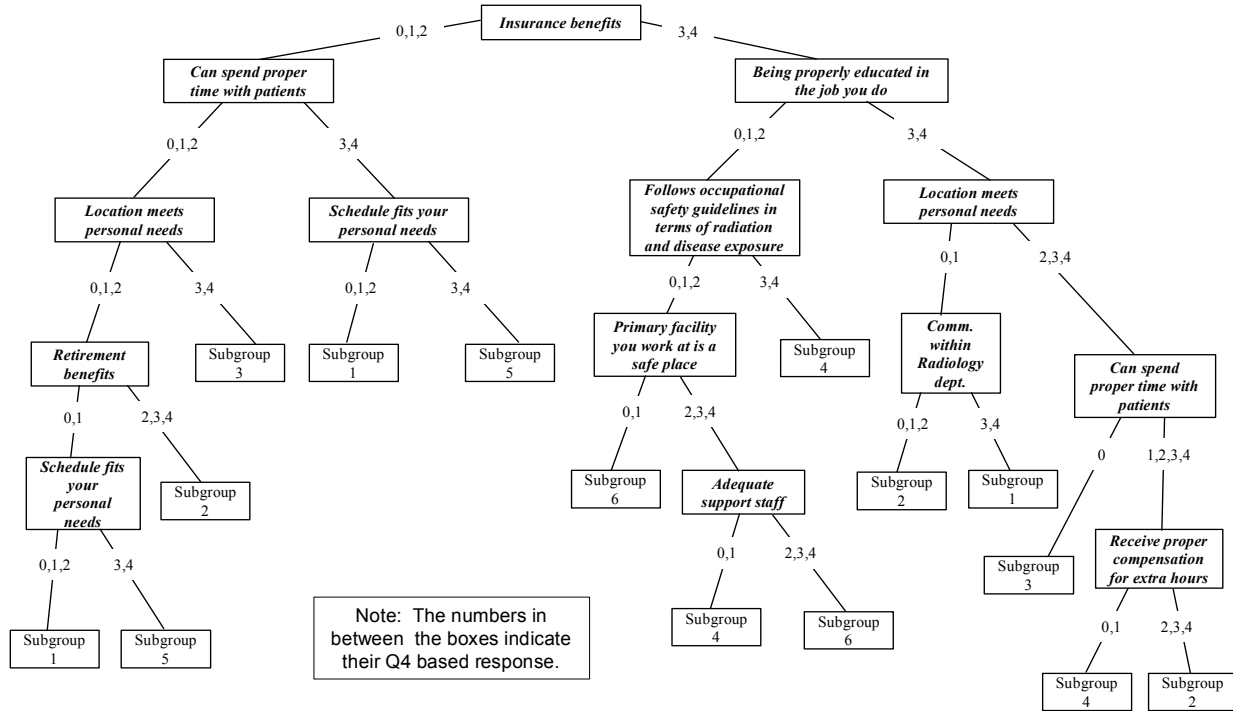 Insurance benefits
0,1,2
3,4
Can spend proper
time with patients
Being properly educated in
the job you do
0,1,2
3,4
0,1,2
3,4
Location meets
personal needs
Schedule fits your
personal needs
Follows occupational
safety guidelines in
terms of radiation
and disease exposure
Location meets
personal needs
0,1,2
3,4
0,1,2
3,4
0,1,2
3,4
0,1
2,3,4
Retirement
benefits
Subgroup
3
Subgroup
1
Subgroup
5
Primary facility
you work at is a
safe place
Subgroup
4
Comm.
within
Radiology
dept.
Can spend
proper time with
patients
0,1
2,3,4
0,1
2,3,4
0,1,2
3,4
0
1,2,3,4
Schedule fits
your
personal
needs
Subgroup
2
Subgroup
6
Adequate
support staff
Subgroup
2
Subgroup
1
0,1,2
3,4
0,1
2,3,4
Subgroup
3
Receive proper
compensation
for extra hours
Subgroup
1
Subgroup
5
Note: The numbers in
between the boxes indicate
their Q4 based response.
Subgroup
4
Subgroup
6
0,1
2,3,4
Subgroup
4
Subgroup
2